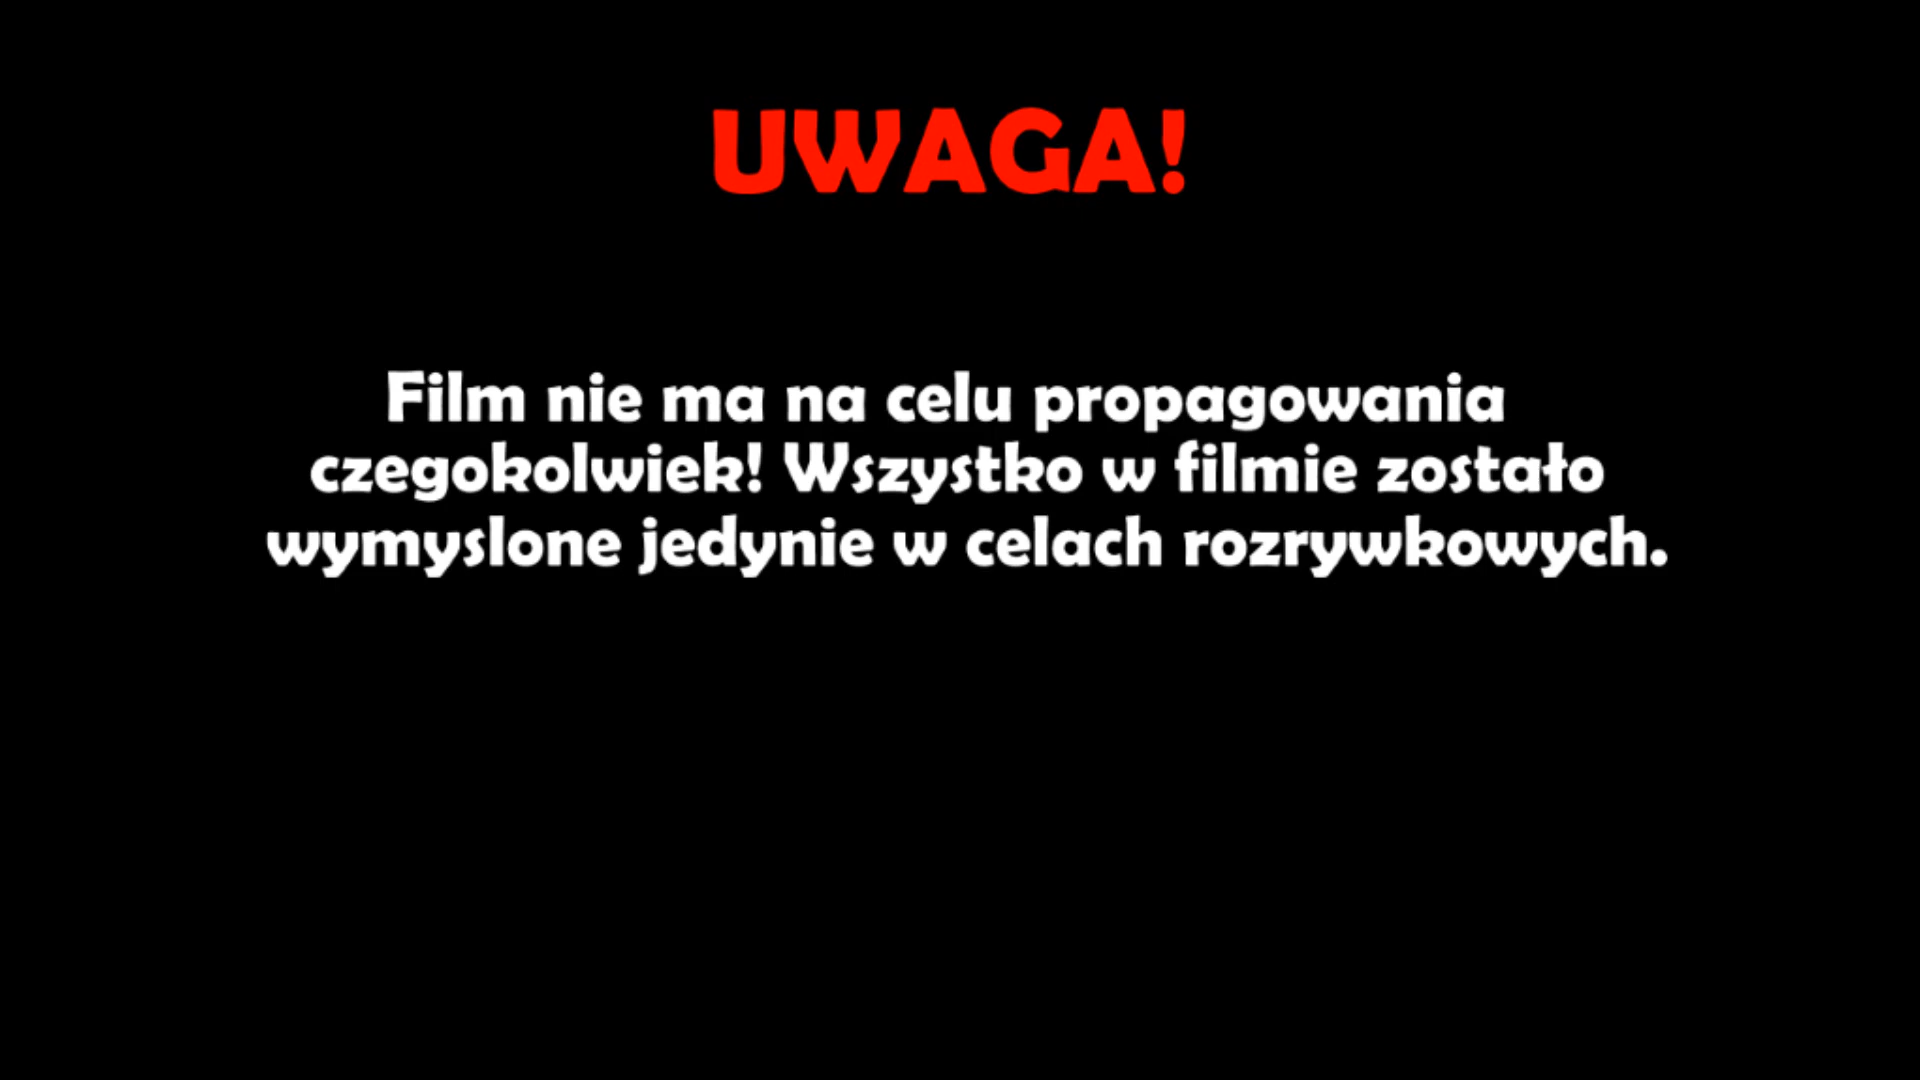 UWAGA!
Film nie ma na celu propagowania
czegokolwiek! Wszystko w filmie zostało
wymyslone jedynie w celach rozrywkowych.